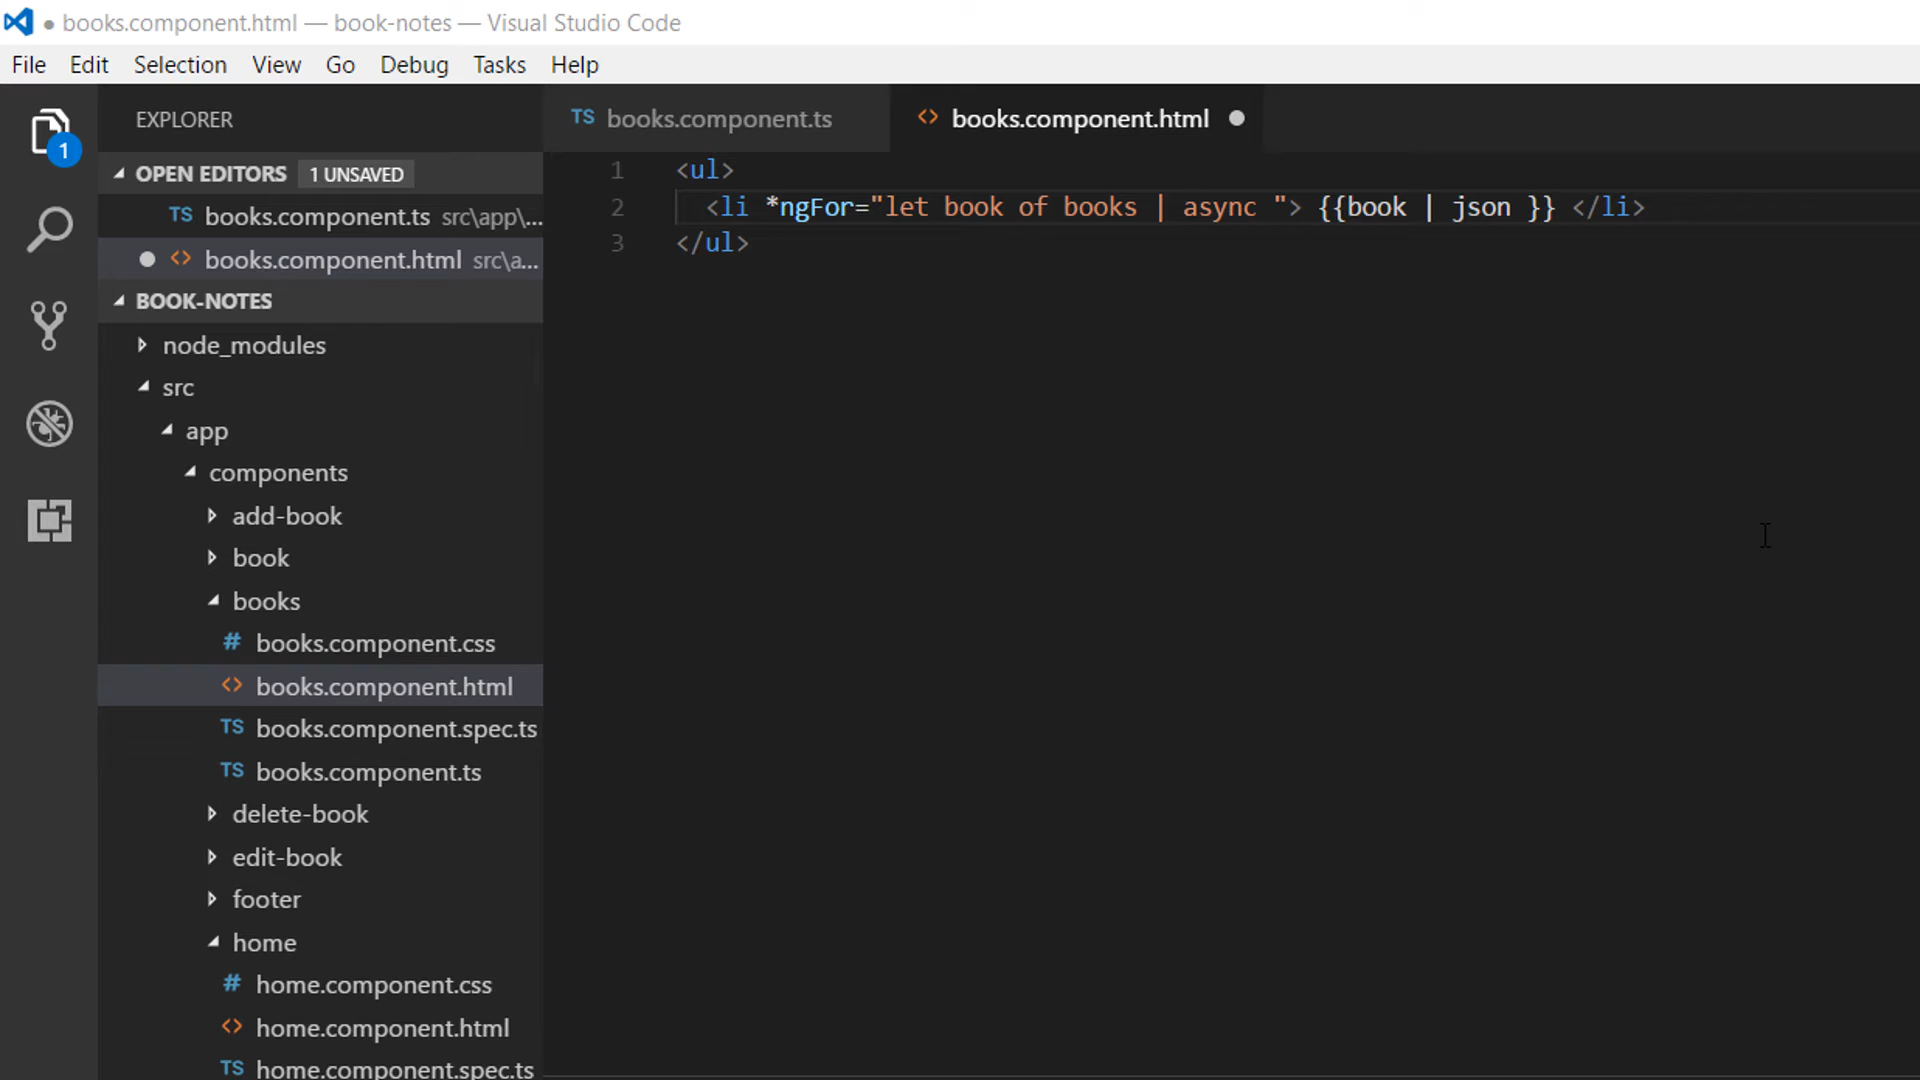 ● books.component.html — book-notes — Visual Studio Code
File Edit Selection View Go Debug Tasks Help
EXPLORER
TS books.component.ts
<> books.component.html ●
1
OPEN EDITORS 1 UNSAVED
TS books.component.ts src\app\...
● <> books.component.html src\a...
BOOK-NOTES
node_modules
src
app
components
add-book
book
books
# books.component.css
<> books.component.html
TS books.component.spec.ts
TS books.component.ts
delete-book
edit-book
footer
home
# home.component.css
<> home.component.html
TS home.component.spec.ts
1 <ul>
2 <li *ngFor="let book of books | async "> {{book | json }} </li>
3 </ul>